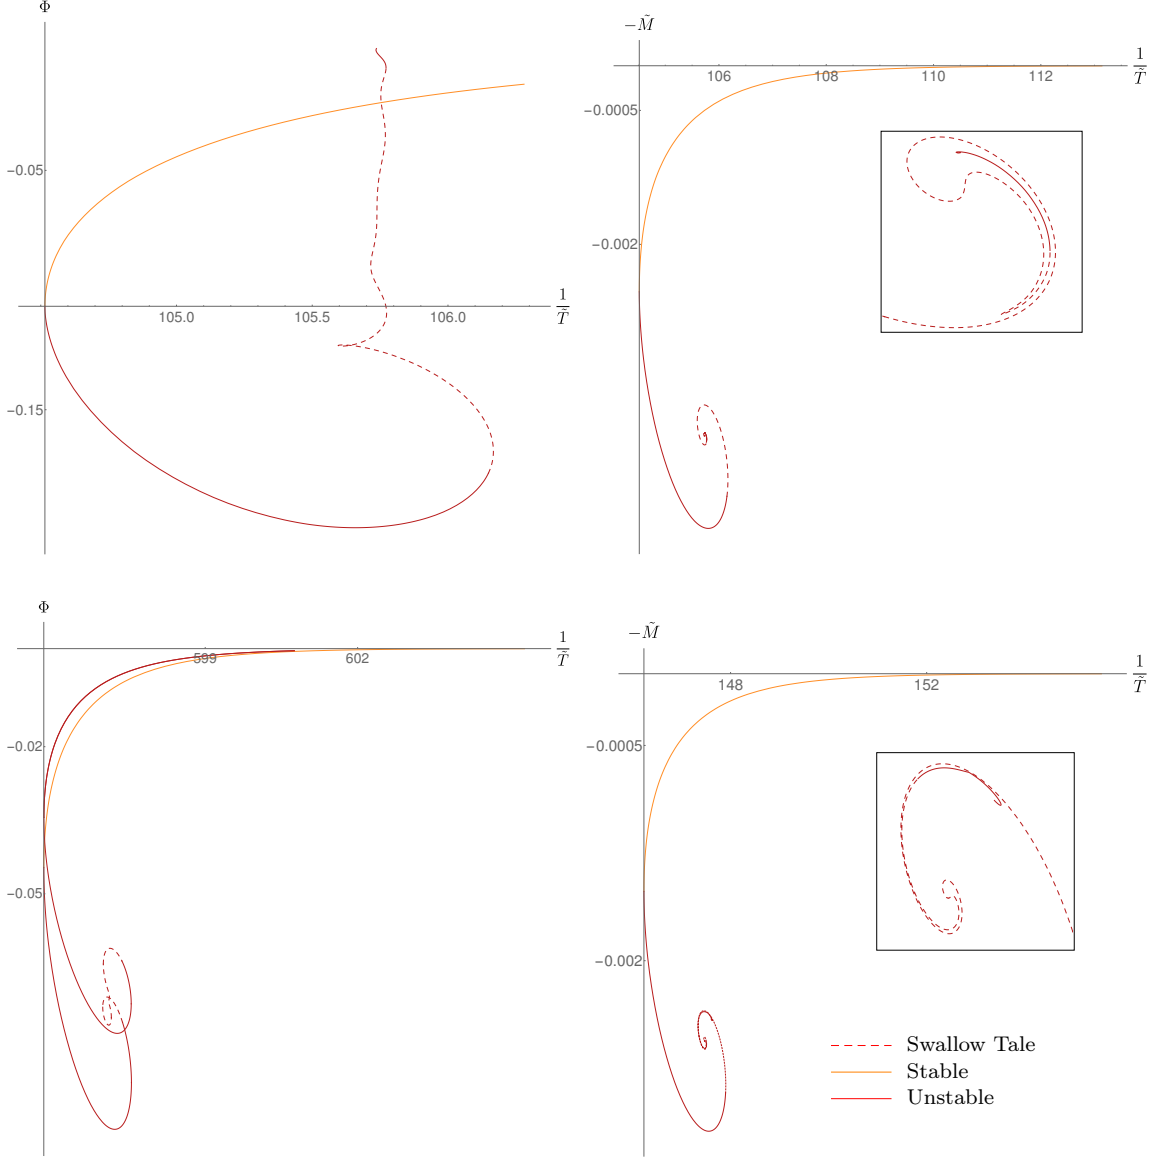 Φ
-0.05
-0.15
105.0 105.5 106.0
1/T̃
-M̃
106 108 110 112
1/T̃
-0.0005
-0.002
Φ
599 602
1/T̃
-0.02
-0.05
-M̃
148 152
1/T̃
-0.0005
-0.002
Swallow Tale
Stable
Unstable